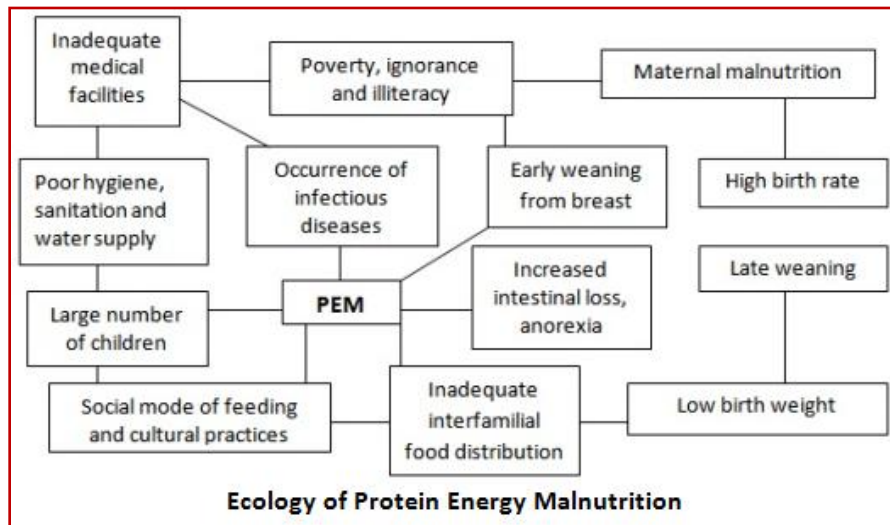 Inadequate
medical
facilities
Poverty, ignorance
and illiteracy
Maternal malnutrition
Poor hygiene,
sanitation and
water supply
Occurrence of
infectious
diseases
Early weaning
from breast
High birth rate
Large number
of children
PEM
Increased
intestinal loss,
anorexia
Late weaning
Social mode of feeding
and cultural practices
Inadequate
interfamilial
food distribution
Low birth weight
Ecology of Protein Energy Malnutrition